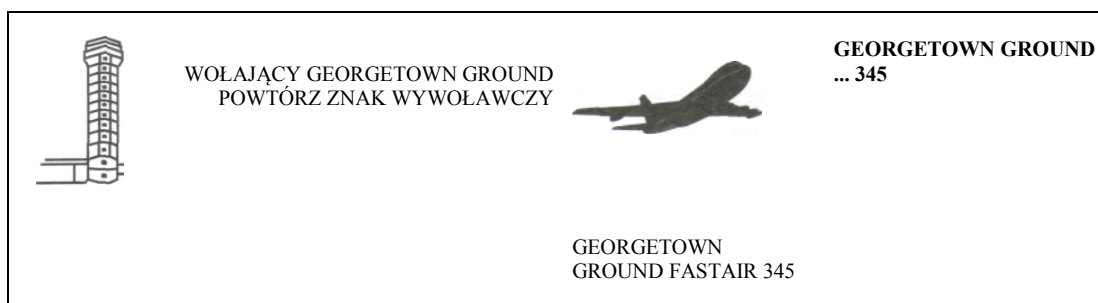 GEORGETOWN GROUND
... 345
WOŁAJĄCY GEORGETOWN GROUND
POWTÓRZ ZNAK WYWOŁAWCZY
GEORGETOWN
GROUND FASTAIR 345